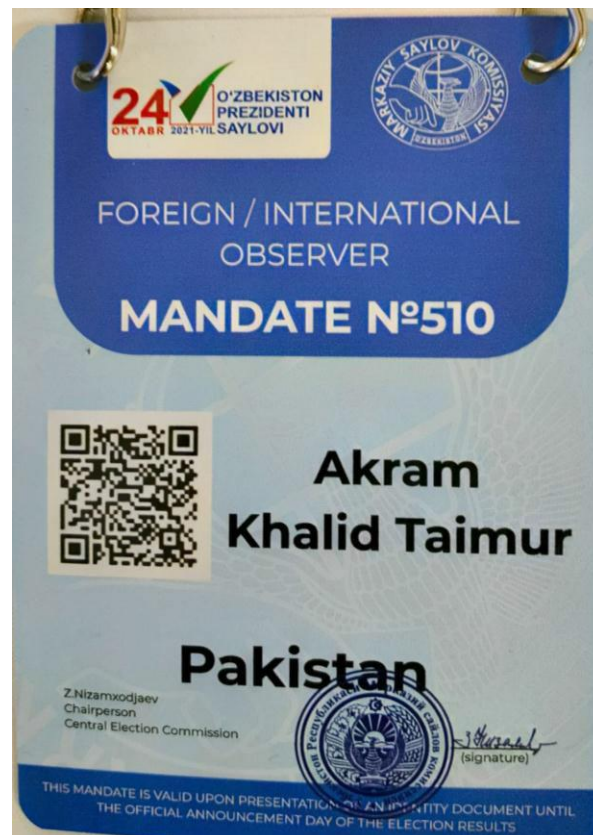 24
OKTABR 2021-YIL
O'ZBEKISTON
PREZIDENTI
SAYLOVI
MARKAZIY SAYLOV KOMISSIYASI
O'ZBEKISTON
FOREIGN / INTERNATIONAL
OBSERVER
MANDATE №510
Akram
Khalid Taimur
Pakistan
Z.Nizamxodjaev
Chairperson
Central Election Commission
(signature)
THIS MANDATE IS VALID UPON PRESENTATION OF AN IDENTITY DOCUMENT UNTIL
THE OFFICIAL ANNOUNCEMENT DAY OF THE ELECTION RESULTS